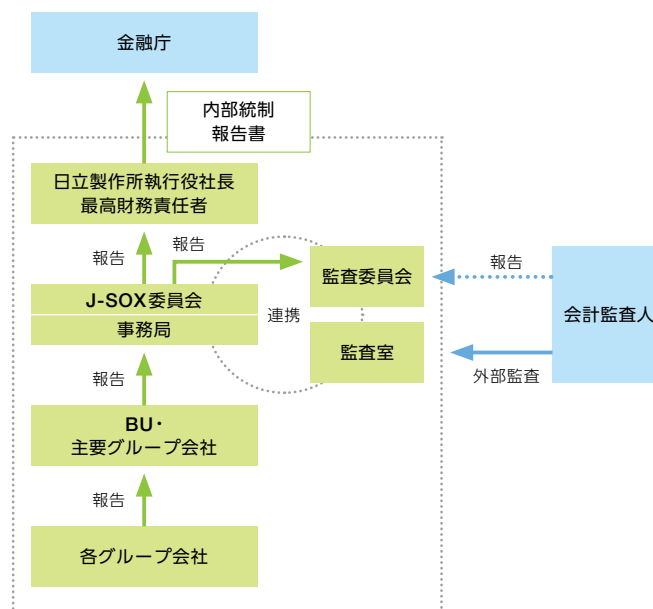 金融庁
内部統制
報告書
日立製作所執行役社長
最高財務責任者
報告
報告
J-SOX委員会
事務局
連携
監査委員会
監査室
報告
会計監査人
外部監査
報告
BU・
主要グループ会社
報告
各グループ会社